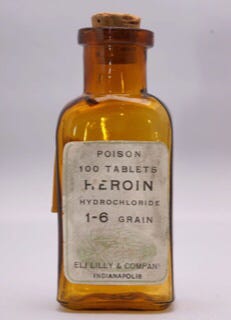 POISON
100 TABLETS
HEROIN
HYDROCHLORIDE
1-6 GRAIN
ELI LILLY & COMPANY
INDIANAPOLIS